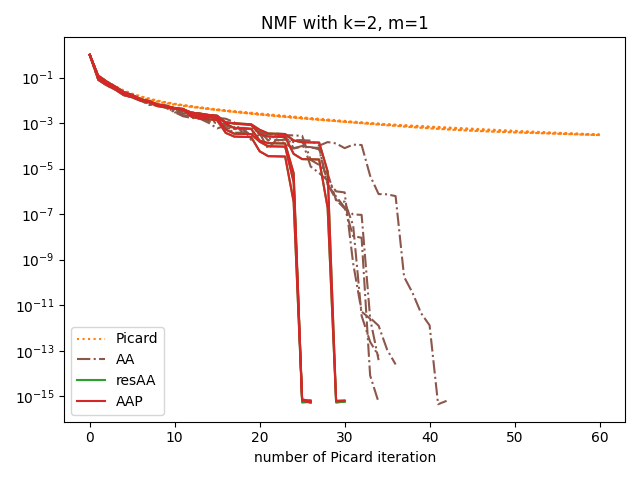 NMF with k=2, m=1
10⁻¹
10⁻³
10⁻⁵
10⁻⁷
10⁻⁹
10⁻¹¹
10⁻¹³
10⁻¹⁵
Picard
AA
resAA
AAP
0 10 20 30 40 50 60
number of Picard iteration